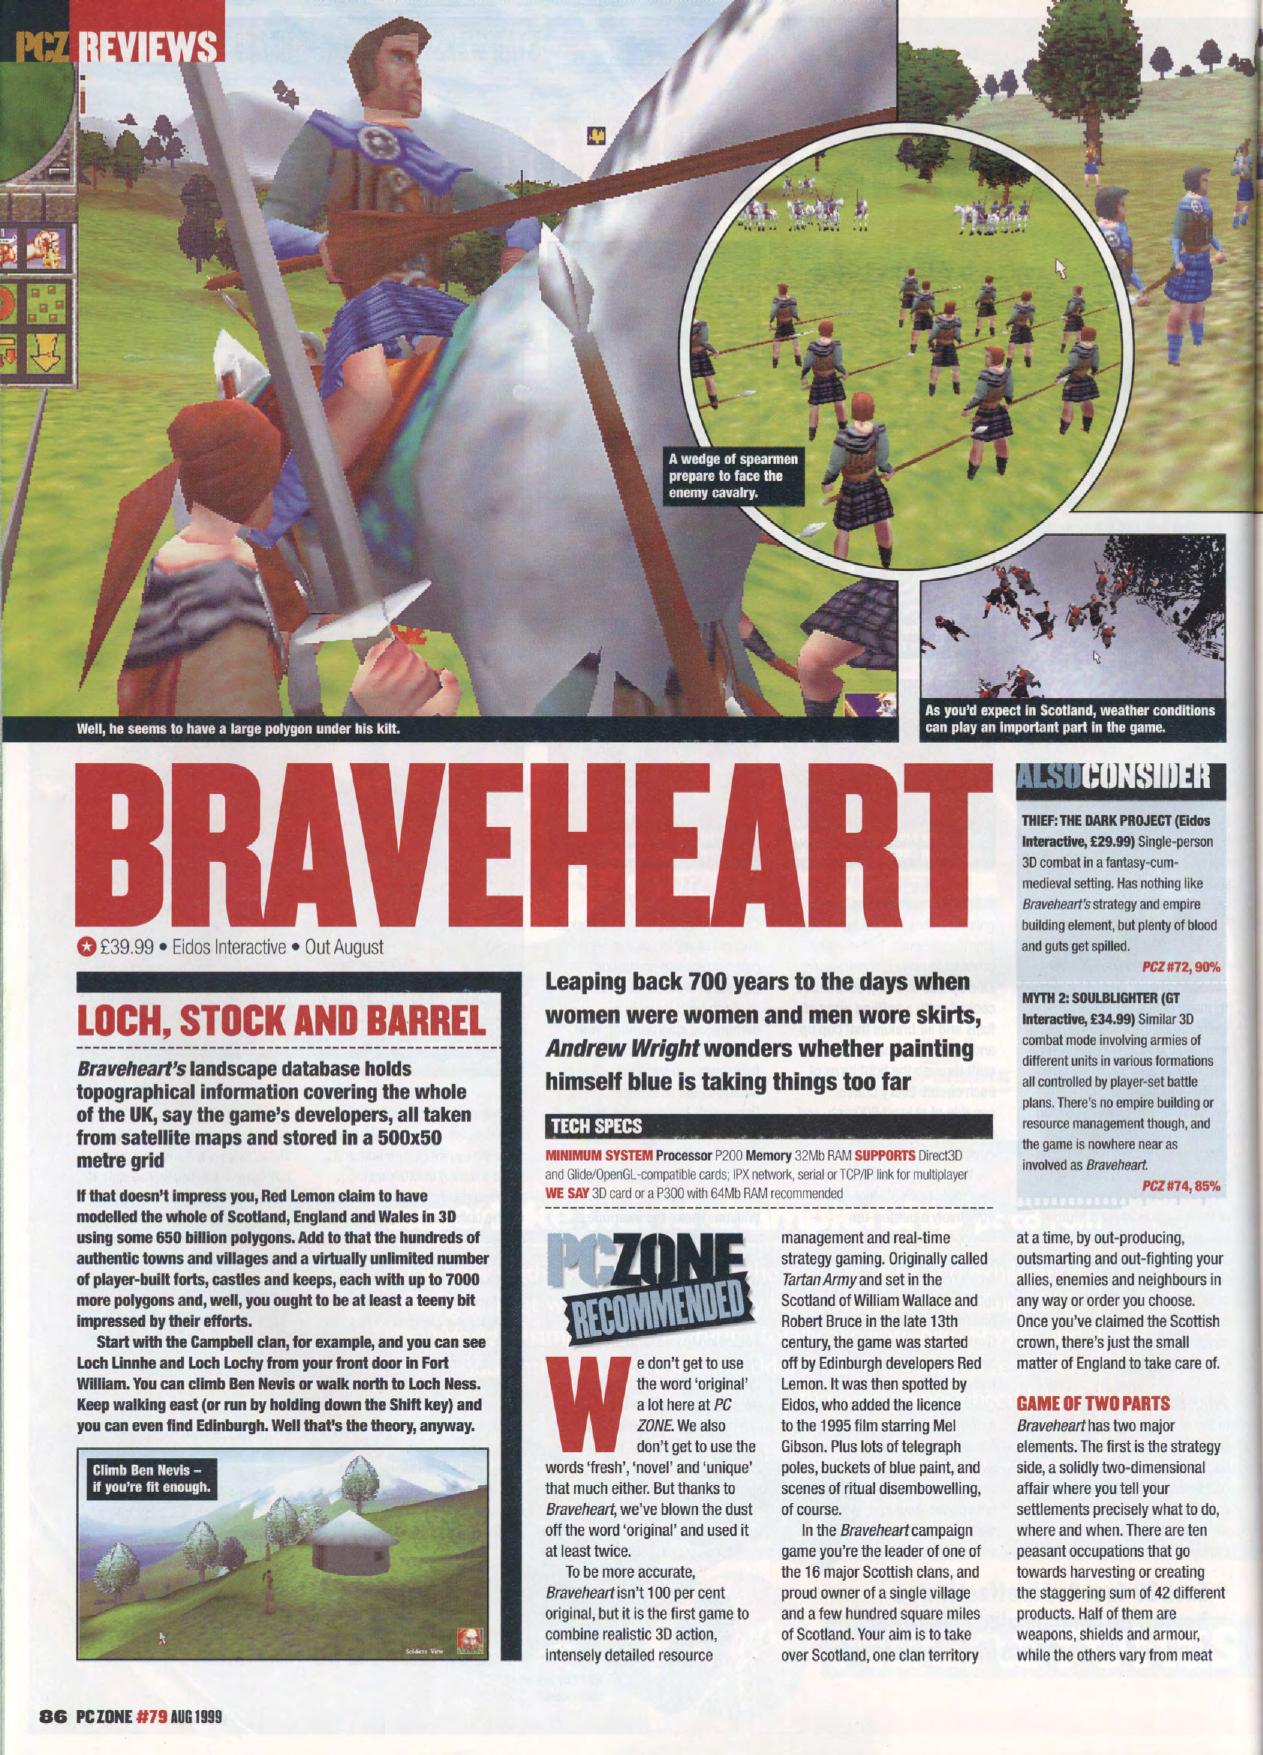 PCZ REVIEWS
A wedge of spearmen
prepare to face the
enemy cavalry.
Well, he seems to have a large polygon under his kilt.
As you'd expect in Scotland, weather conditions
can play an important part in the game.
BRAVEHEART
£39.99 • Eidos Interactive • Out August
LOCH, STOCK AND BARREL
Braveheart's landscape database holds
topographical information covering the whole
of the UK, say the game's developers, all taken
from satellite maps and stored in a 500x50
metre grid
If that doesn't impress you, Red Lemon claim to have
modelled the whole of Scotland, England and Wales in 3D
using some 650 billion polygons. Add to that the hundreds of
authentic towns and villages and a virtually unlimited number
of player-built forts, castles and keeps, each with up to 7000
more polygons and, well, you ought to be at least a teeny bit
impressed by their efforts.
Start with the Campbell clan, for example, and you can see
Loch Linnhe and Loch Lochy from your front door in Fort
William. You can climb Ben Nevis or walk north to Loch Ness.
Keep walking east (or run by holding down the Shift key) and
you can even find Edinburgh. Well that's the theory, anyway.
Climb Ben Nevis –
if you're fit enough.
Soldiers View
Leaping back 700 years to the days when
women were women and men wore skirts,
Andrew Wright wonders whether painting
himself blue is taking things too far
TECH SPECS
MINIMUM SYSTEM Processor P200 Memory 32Mb RAM SUPPORTS Direct3D
and Glide/OpenGL-compatible cards; IPX network, serial or TCP/IP link for multiplayer
WE SAY 3D card or a P300 with 64Mb RAM recommended
PCZONE
RECOMMENDED
We don't get to use
the word 'original'
a lot here at PC
ZONE. We also
don't get to use the
words 'fresh', 'novel' and 'unique'
that much either. But thanks to
Braveheart, we've blown the dust
off the word 'original' and used it
at least twice.
To be more accurate,
Braveheart isn't 100 per cent
original, but it is the first game to
combine realistic 3D action,
intensely detailed resource
management and real-time
strategy gaming. Originally called
Tartan Army and set in the
Scotland of William Wallace and
Robert Bruce in the late 13th
century, the game was started
off by Edinburgh developers Red
Lemon. It was then spotted by
Eidos, who added the licence
to the 1995 film starring Mel
Gibson. Plus lots of telegraph
poles, buckets of blue paint, and
scenes of ritual disembowelling,
of course.
In the Braveheart campaign
game you're the leader of one of
the 16 major Scottish clans, and
proud owner of a single village
and a few hundred square miles
of Scotland. Your aim is to take
over Scotland, one clan territory
at a time, by out-producing,
outsmarting and out-fighting your
allies, enemies and neighbours in
any way or order you choose.
Once you've claimed the Scottish
crown, there's just the small
matter of England to take care of.
GAME OF TWO PARTS
Braveheart has two major
elements. The first is the strategy
side, a solidly two-dimensional
affair where you tell your
settlements precisely what to do,
where and when. There are ten
peasant occupations that go
towards harvesting or creating
the staggering sum of 42 different
products. Half of them are
weapons, shields and armour,
while the others vary from meat
ALSO CONSIDER
THIEF: THE DARK PROJECT (Eidos
Interactive, £29.99) Single-person
3D combat in a fantasy-cum-
medieval setting. Has nothing like
Braveheart's strategy and empire
building element, but plenty of blood
and guts get spilled.
PCZ #72, 90%
MYTH 2: SOULBLIGHTER (GT
Interactive, £34.99) Similar 3D
combat mode involving armies of
different units in various formations
all controlled by player-set battle
plans. There's no empire building or
resource management though, and
the game is nowhere near as
involved as Braveheart.
PCZ #74, 85%
86 PC ZONE #79 AUG 1999